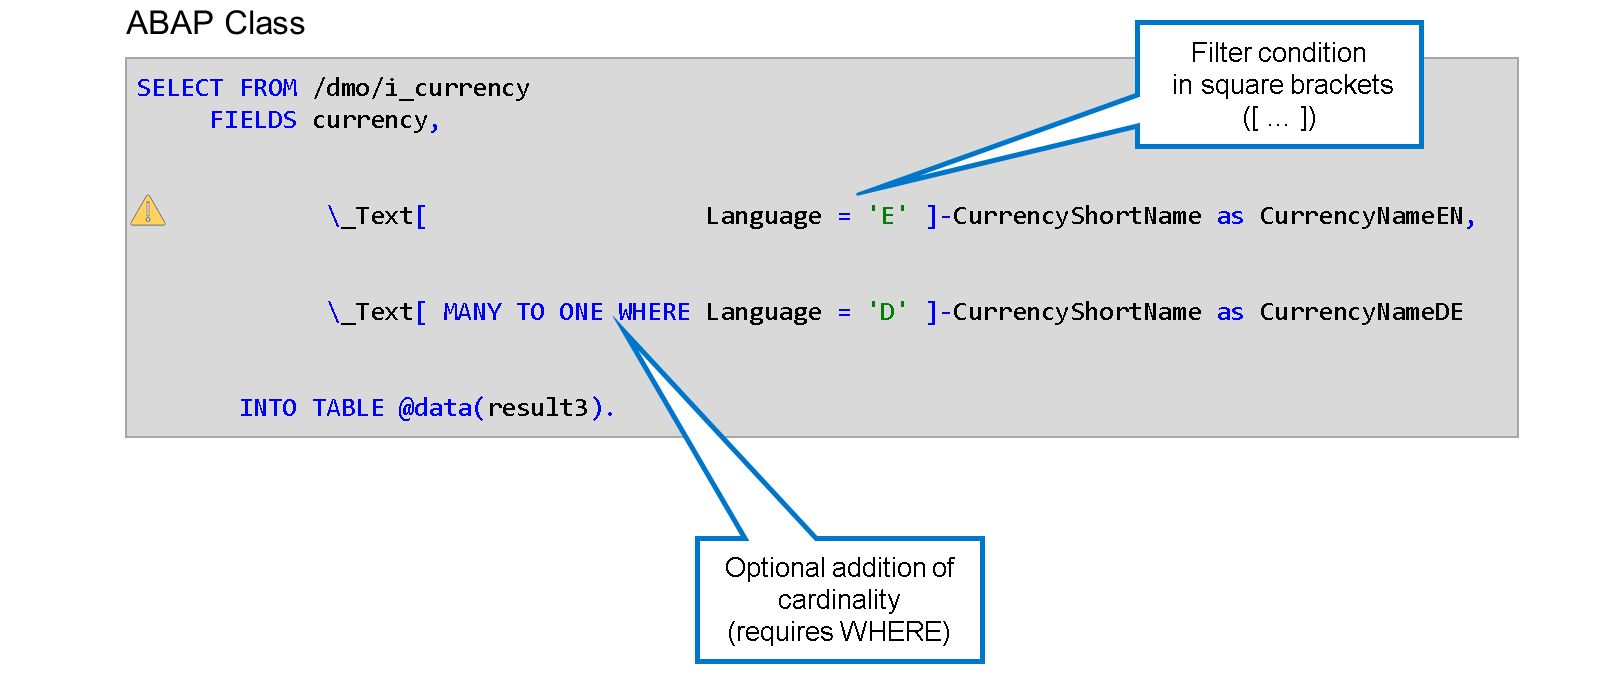 ABAP Class
Filter condition
in square brackets
([ ... ])
SELECT FROM /dmo/i_currency
FIELDS currency,
\_Text[ Language = 'E' ]-CurrencyShortName as CurrencyNameEN,
\_Text[ MANY TO ONE WHERE Language = 'D' ]-CurrencyShortName as CurrencyNameDE
INTO TABLE @data(result3).
Optional addition of
cardinality
(requires WHERE)